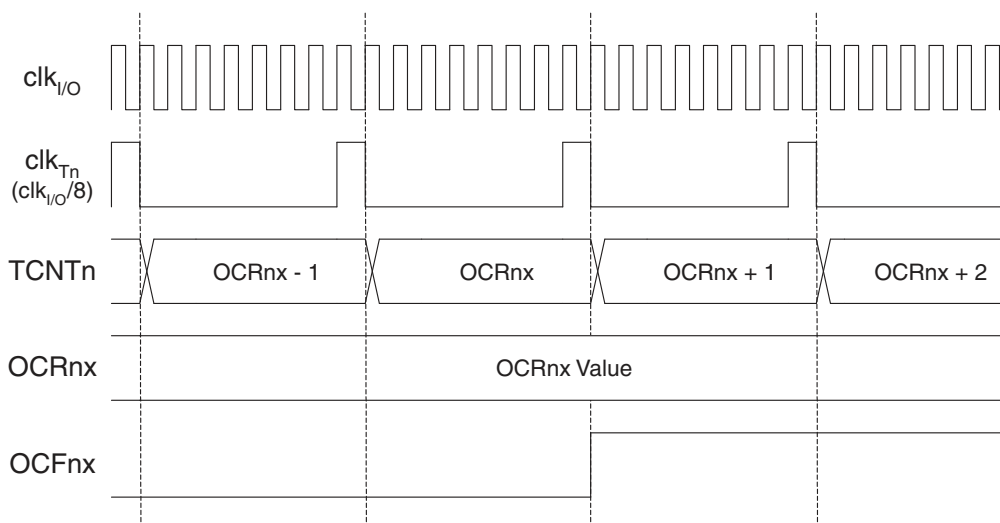 clkI/O
clkTn
(clkI/O/8)
TCNTn
OCRnx - 1
OCRnx
OCRnx + 1
OCRnx + 2
OCRnx
OCRnx Value
OCFnx